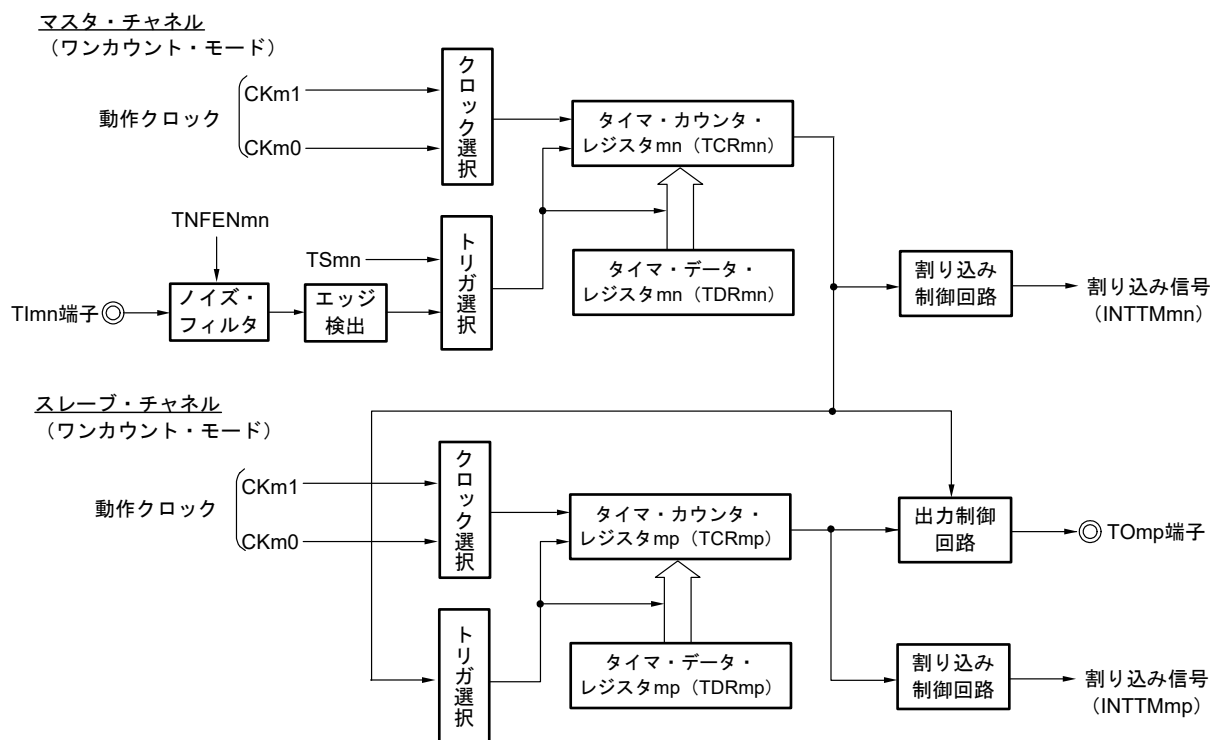 マスタ・チャネル
（ワンカウント・モード）
動作クロック
CKm1
CKm0
クロック選択
タイマ・カウンタ・
レジスタmn（TCRmn）
TNFENmn
TSmn
トリガ選択
タイマ・データ・
レジスタmn（TDRmn）
TImn端子
ノイズ・
フィルタ
エッジ
検出
割り込み
制御回路
割り込み信号
（INTTMmn）
スレーブ・チャネル
（ワンカウント・モード）
動作クロック
CKm1
CKm0
クロック選択
タイマ・カウンタ・
レジスタmp（TCRmp）
出力制御
回路
TOmp端子
トリガ選択
タイマ・データ・
レジスタmp（TDRmp）
割り込み
制御回路
割り込み信号
（INTTMmp）